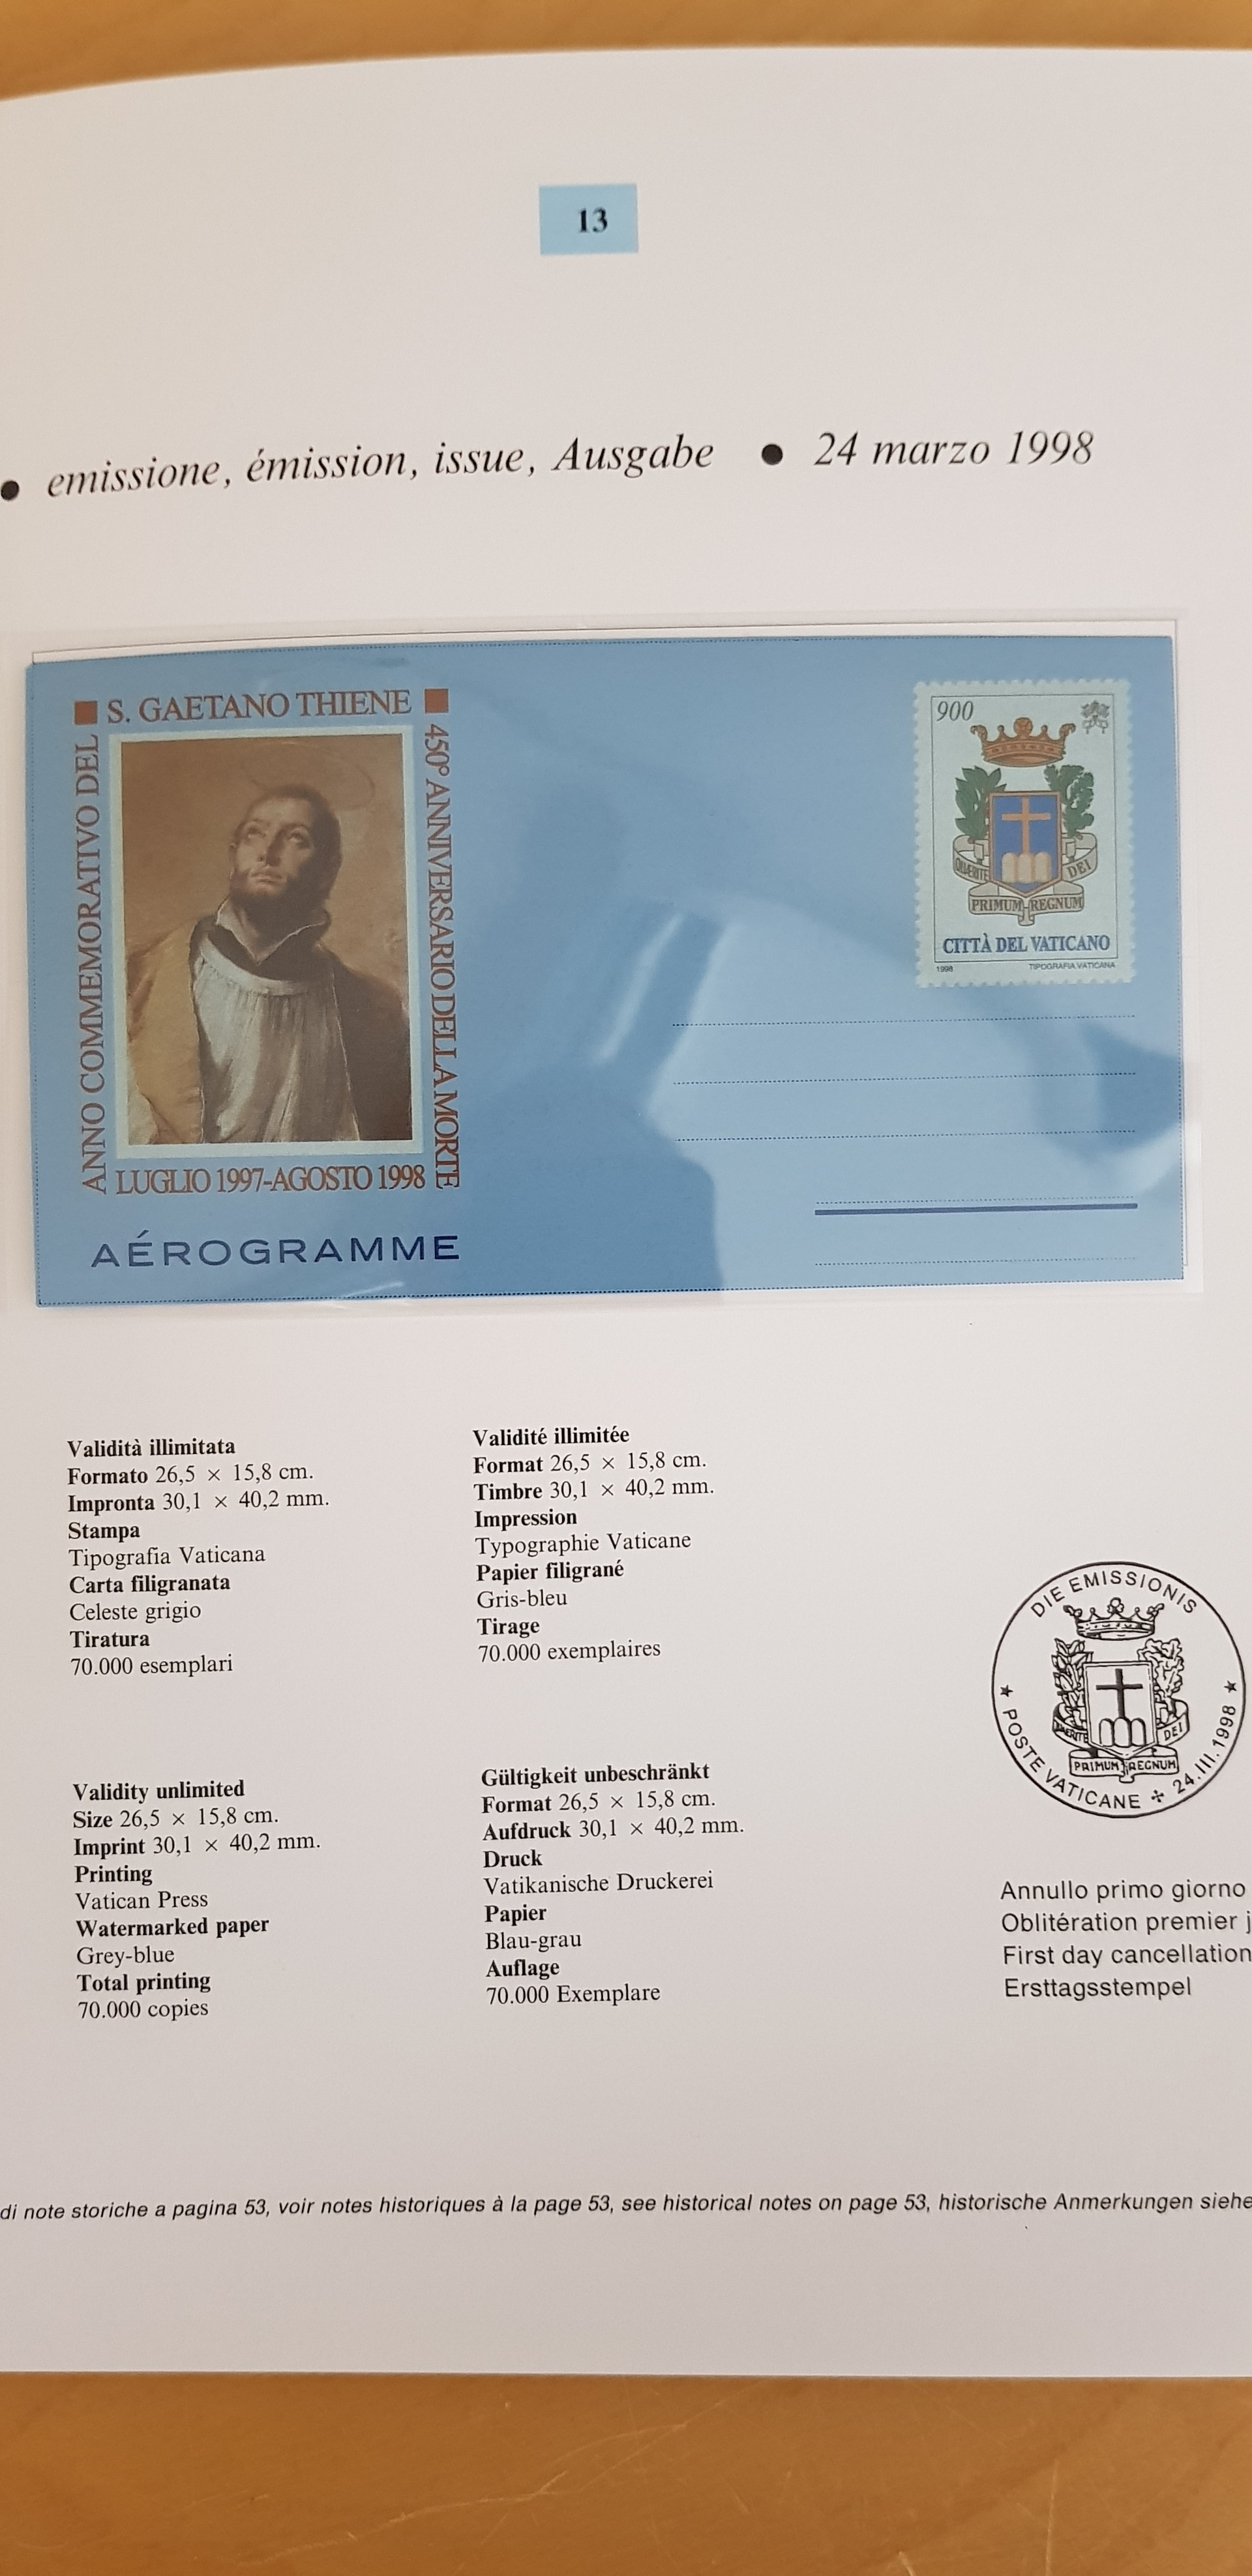 13
• emissione, émission, issue, Ausgabe • 24 marzo 1998
S. GAETANO THIENE
ANNO COMMEMORATIVO DEL
450° ANNIVERSARIO DELLA MORTE
LUGLIO 1997-AGOSTO 1998
AÉROGRAMME
900
DEI
PRIMUM REGNUM
CITTÀ DEL VATICANO
1998 TIPOGRAFIA VATICANA
Validità illimitata
Formato 26,5 × 15,8 cm.
Impronta 30,1 × 40,2 mm.
Stampa
Tipografia Vaticana
Carta filigranata
Celeste grigio
Tiratura
70.000 esemplari
Validité illimitée
Format 26,5 × 15,8 cm.
Timbre 30,1 × 40,2 mm.
Impression
Typographie Vaticane
Papier filigrané
Gris-bleu
Tirage
70.000 exemplaires
Validity unlimited
Size 26,5 × 15,8 cm.
Imprint 30,1 × 40,2 mm.
Printing
Vatican Press
Watermarked paper
Grey-blue
Total printing
70.000 copies
Gültigkeit unbeschränkt
Format 26,5 × 15,8 cm.
Aufdruck 30,1 × 40,2 mm.
Druck
Vatikanische Druckerei
Papier
Blau-grau
Auflage
70.000 Exemplare
DIE EMISSIONIS
DEI
PRIMUM REGNUM
POSTE VATICANE 24.III.1998
Annullo primo giorno
Oblitération premier j
First day cancellation
Ersttagsstempel
di note storiche a pagina 53, voir notes historiques à la page 53, see historical notes on page 53, historische Anmerkungen siehe